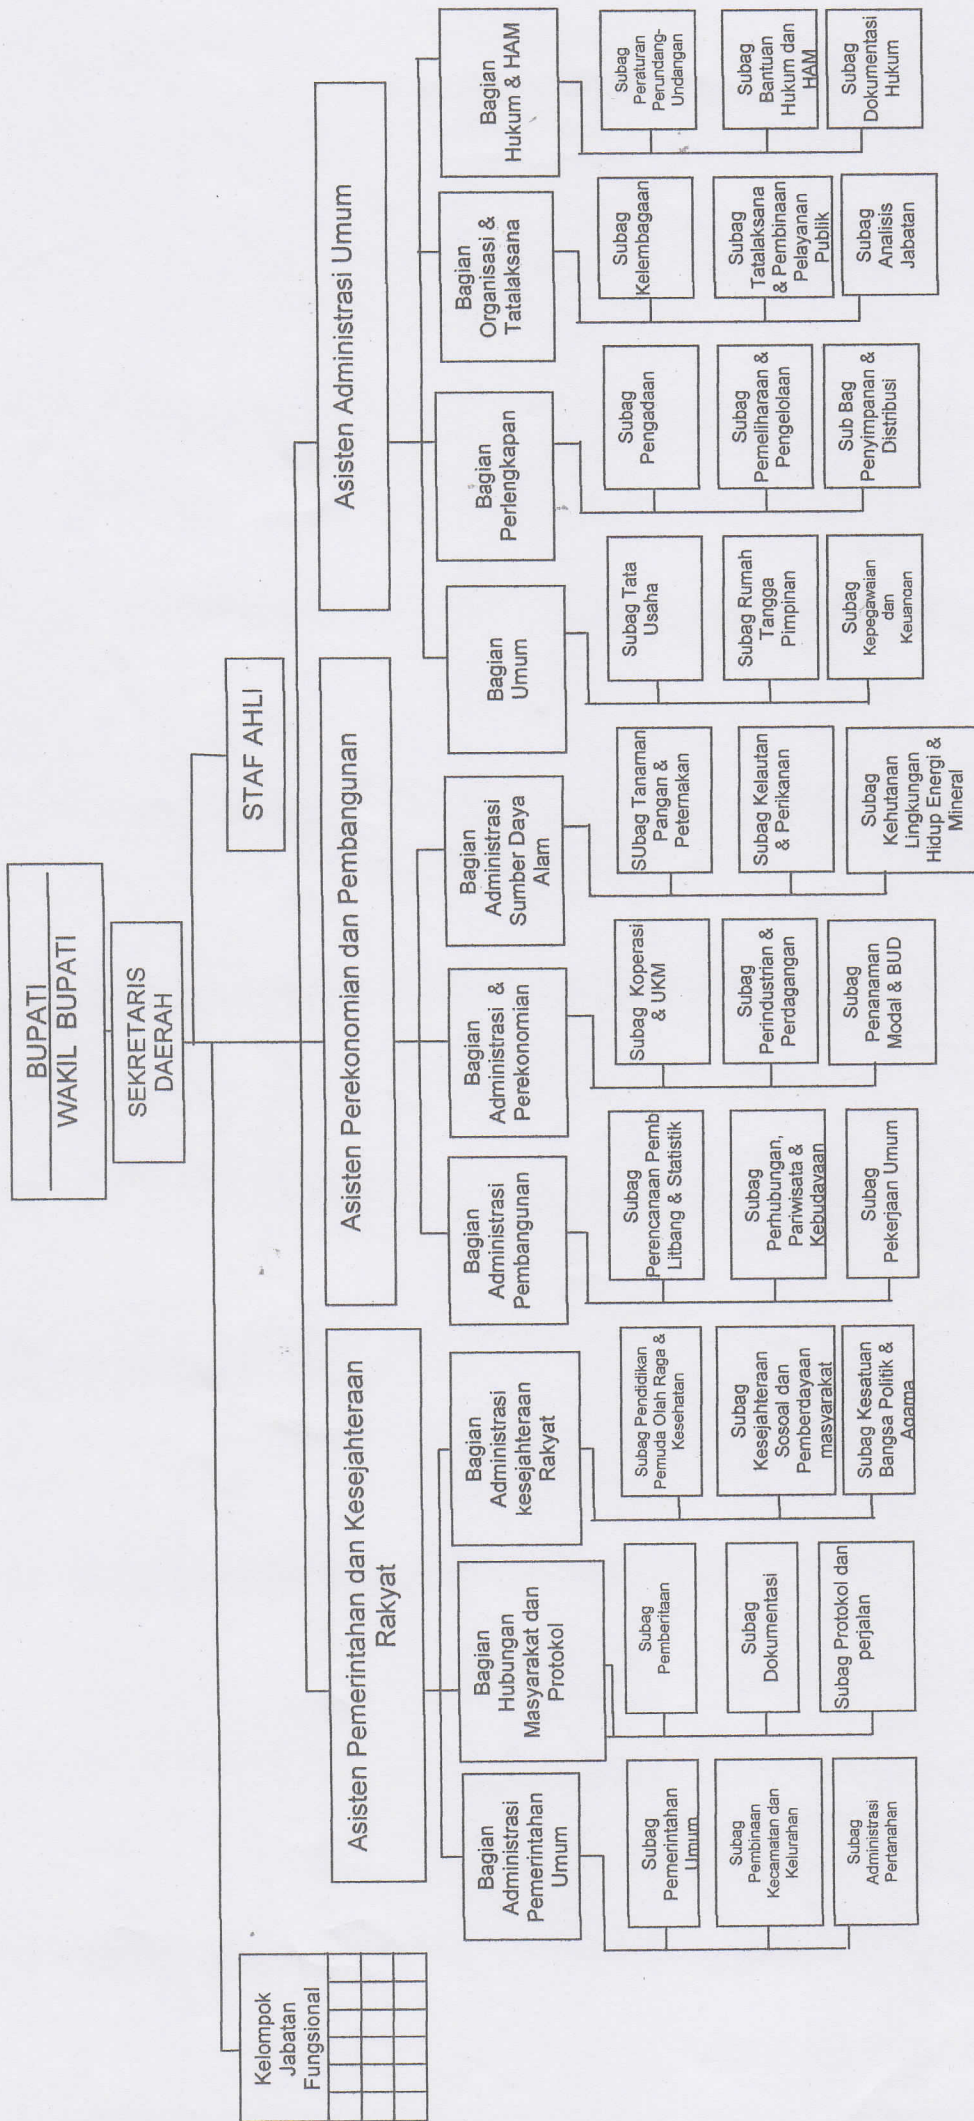 BUPATI
WAKIL BUPATI
SEKRETARIS
DAERAH
STAF AHLI
Kelompok
Jabatan
Fungsional
Asisten Pemerintahan dan Kesejahteraan
Rakyat
Asisten Perekonomian dan Pembangunan
Asisten Administrasi Umum
Bagian
Administrasi
Pemerintahan
Umum
Bagian
Hubungan
Masyarakat dan
Protokol
Bagian
Administrasi
kesejahteraan
Rakyat
Bagian
Administrasi
Pembangunan
Bagian
Administrasi &
Perekonomian
Bagian
Administrasi
Sumber Daya
Alam
Bagian
Umum
Bagian
Perlengkapan
Bagian
Organisasi &
Tatalaksana
Bagian
Hukum & HAM
Subag
Pemerintahan
Umum
Subag
Pembinaan
Kecamatan dan
Kelurahan
Subag
Administrasi
Pertanahan
Subag
Pemberitaan
Subag
Dokumentasi
Subag Protokol dan
perjalan
Subag Pendidikan
Pemuda Olah Raga &
Kesehatan
Subag
Kesejahteraan
Sosoal dan
Pemberdayaan
masyarakat
Subag Kesatuan
Bangsa Politik &
Agama
Subag
Perencanaan Pemb
Litbang & Statistik
Subag
Perhubungan,
Pariwisata &
Kebudayaan
Subag
Pekerjaan Umum
Subag Koperasi
& UKM
Subag
Perindustrian &
Perdagangan
Subag
Penanaman
Modal & BUD
SUbag Tanaman
Pangan &
Peternakan
Subag Kelautan
& Perikanan
Subag
Kehutanan
Lingkungan
Hidup Energi &
Mineral
Subag Tata
Usaha
Subag Rumah
Tangga
Pimpinan
Subag
Kepegawaian
dan
Keuangan
Subag
Pengadaan
Subag
Pemeliharaan &
Pengelolaan
Sub Bag
Penyimpanan &
Distribusi
Subag
Kelembagaan
Subag
Tatalaksana
& Pembinaan
Pelayanan
Publik
Subag
Analisis
Jabatan
Subag
Peraturan
Perundang-
Undangan
Subag
Bantuan
Hukum dan
HAM
Subag
Dokumentasi
Hukum